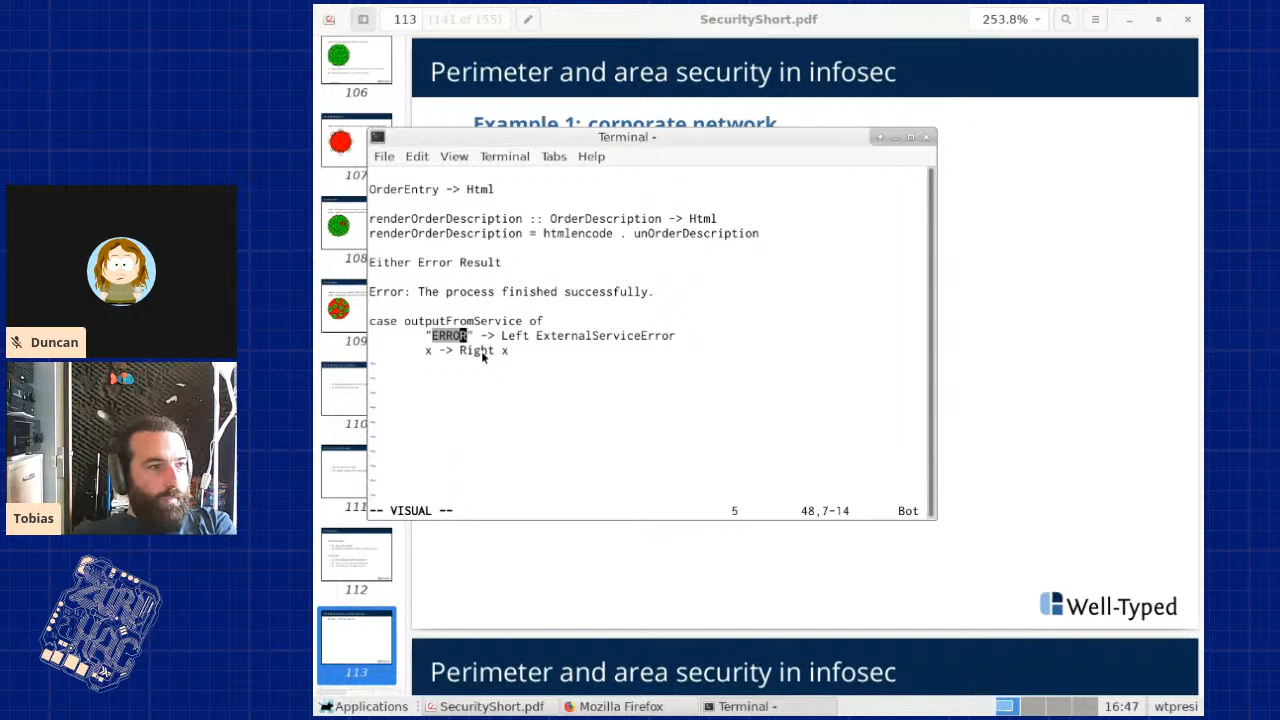 113 (141 of 155)
SecurityShort.pdf
253.8%
106
107
108
109
110
111
112
113
Perimeter and area security in infosec
Example 1: corporate network
Terminal -
File Edit View Terminal Tabs Help
OrderEntry -> Html
renderOrderDescription :: OrderDescription -> Html
renderOrderDescription = htmlencode . unOrderDescription
Either Error Result
Error: The process finished successfully.
case outputFromService of
"ERROR" -> Left ExternalServiceError
x -> Right x
~
~
~
~
~
~
~
~
~
~
-- VISUAL -- 5 48,7-14 Bot
Well-Typed
Perimeter and area security in infosec
Duncan
Tobias
Applications
SecurityShort.pdf
Mozilla Firefox
Terminal -
16:47
wtpresi